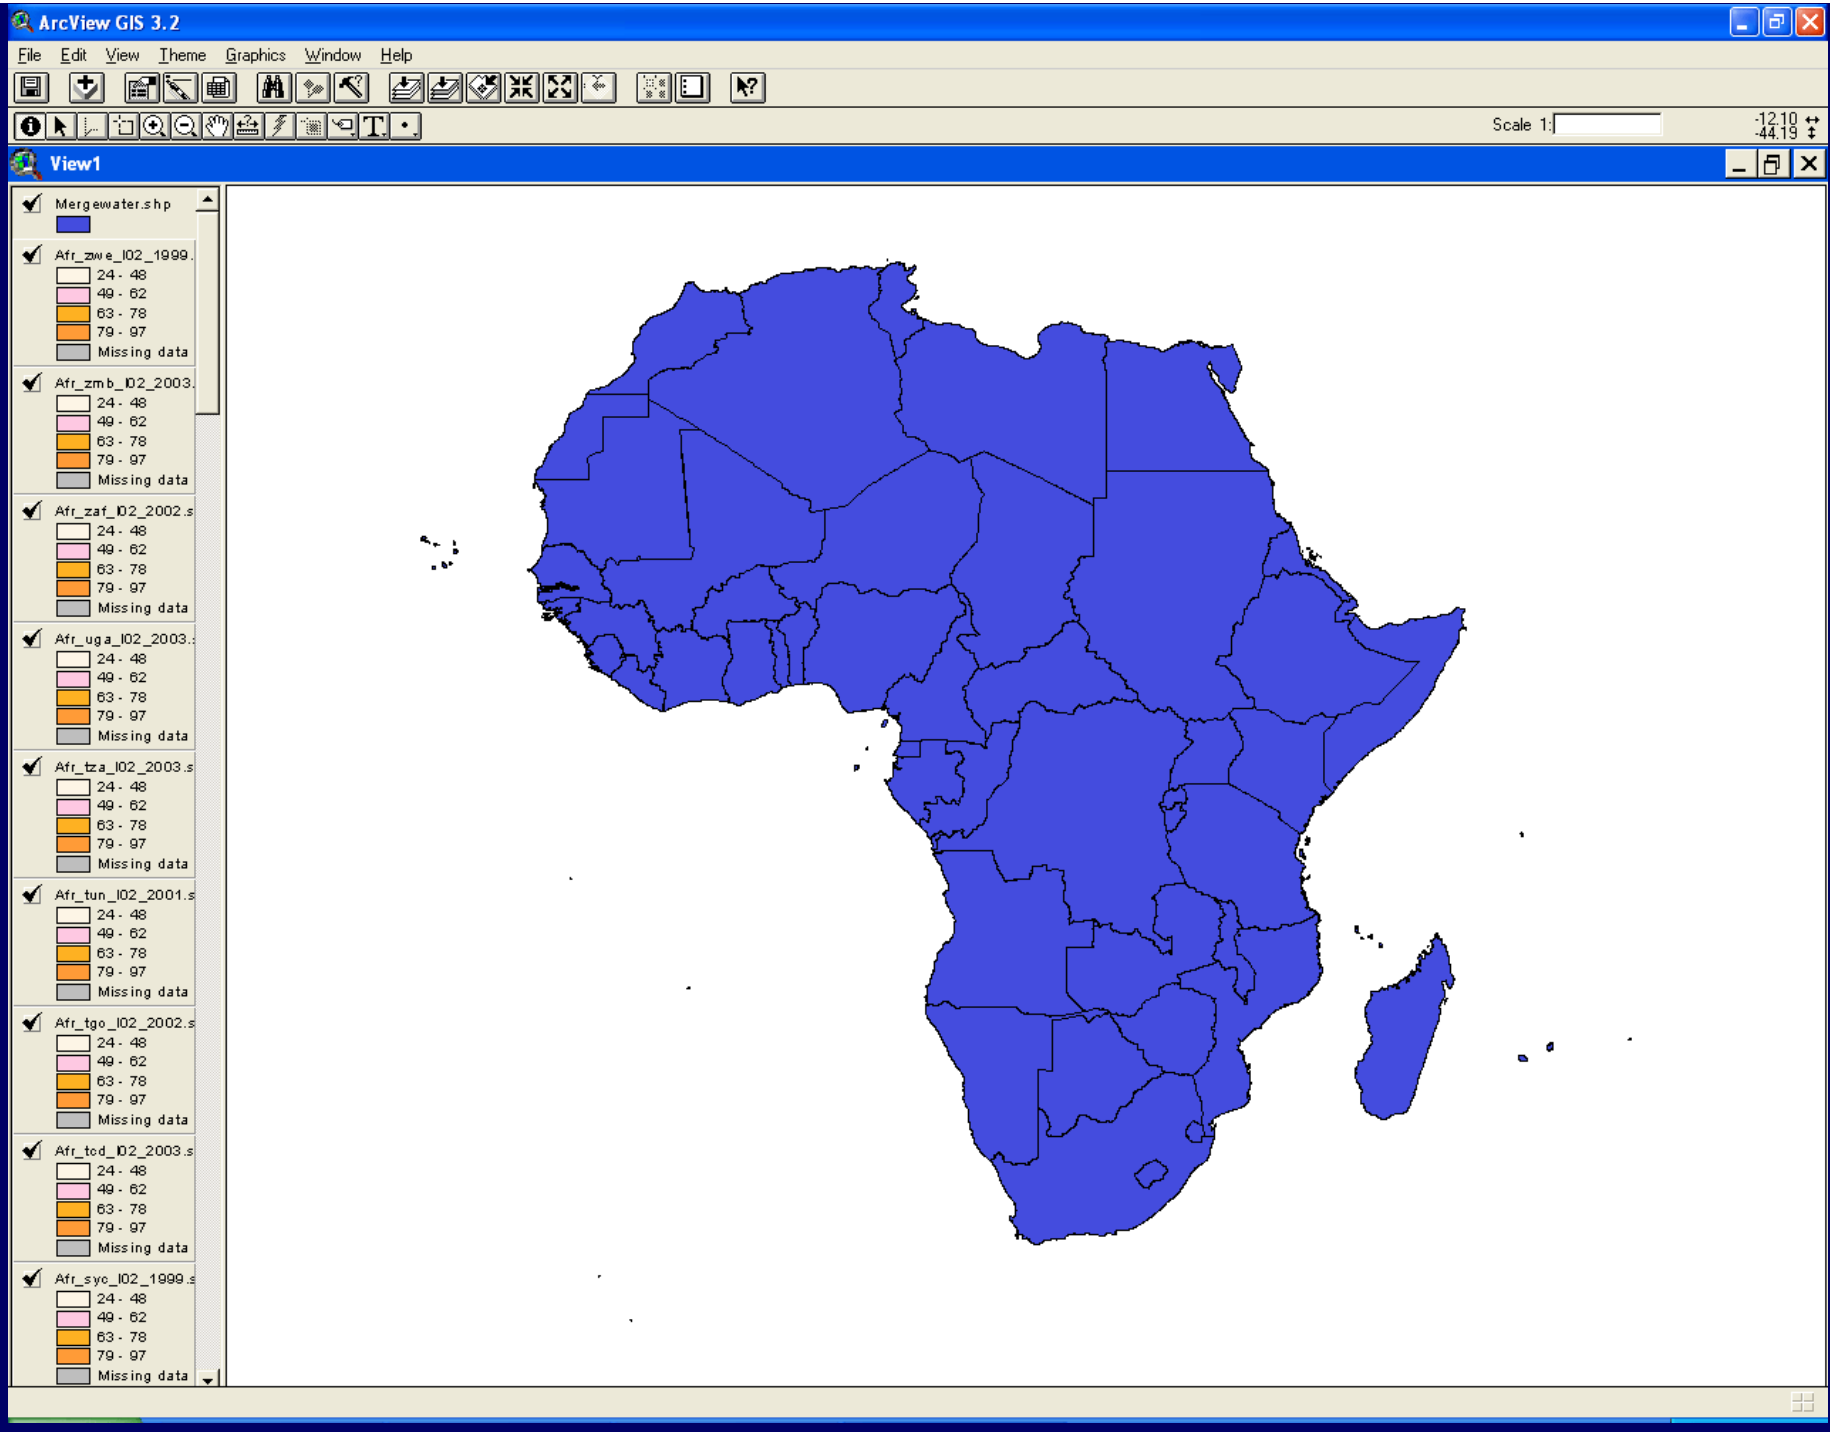 ArcView GIS 3.2
File Edit View Theme Graphics Window Help
Scale 1:
-12.10
-44.19
View1
Mergewater.shp
Afr_zwe_l02_1999.
24 - 48
49 - 62
63 - 78
79 - 97
Missing data
Afr_zmb_l02_2003.
24 - 48
49 - 62
63 - 78
79 - 97
Missing data
Afr_zaf_l02_2002.s
24 - 48
49 - 62
63 - 78
79 - 97
Missing data
Afr_uga_l02_2003.
24 - 48
49 - 62
63 - 78
79 - 97
Missing data
Afr_tza_l02_2003.s
24 - 48
49 - 62
63 - 78
79 - 97
Missing data
Afr_tun_l02_2001.s
24 - 48
49 - 62
63 - 78
79 - 97
Missing data
Afr_tgo_l02_2002.s
24 - 48
49 - 62
63 - 78
79 - 97
Missing data
Afr_tcd_l02_2003.s
24 - 48
49 - 62
63 - 78
79 - 97
Missing data
Afr_syc_l02_1999.s
24 - 48
49 - 62
63 - 78
79 - 97
Missing data